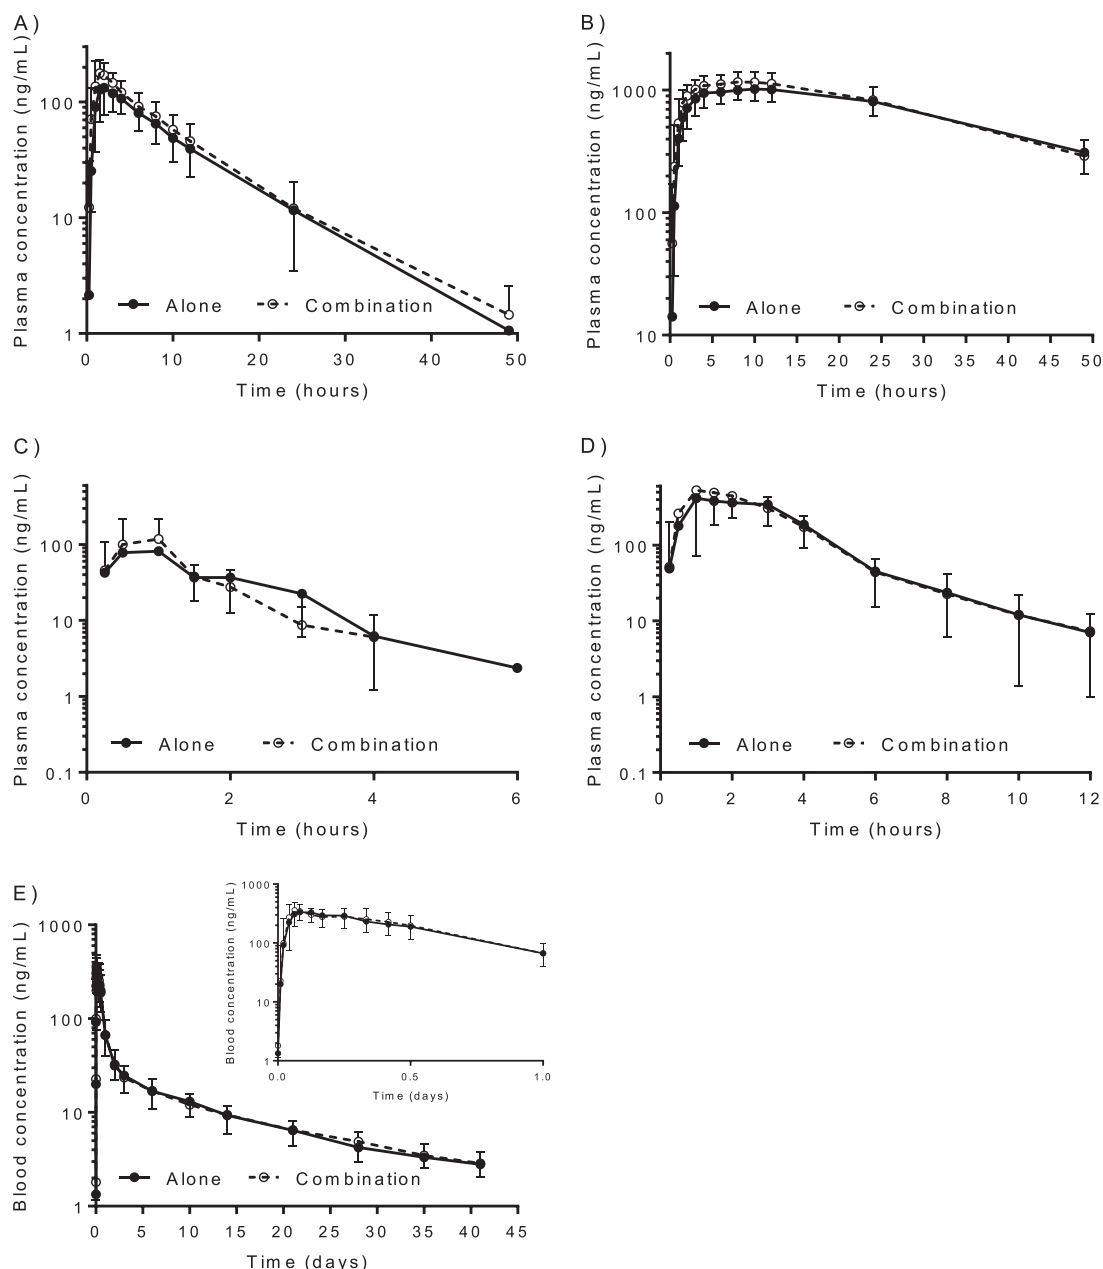 A)
Plasma concentration (ng/mL)
100
10
1
Alone
Combination
0 10 20 30 40 50
Time (hours)
B)
Plasma concentration (ng/mL)
1000
100
10
Alone
Combination
0 5 10 15 20 25 30 35 40 45 50
Time (hours)
C)
Plasma concentration (ng/mL)
100
10
1
0.1
Alone
Combination
0 2 4 6
Time (hours)
D)
Plasma concentration (ng/mL)
100
10
1
0.1
Alone
Combination
0 2 4 6 8 10 12
Time (hours)
E)
Blood concentration (ng/mL)
1000
100
10
1
Alone
Combination
0 5 10 15 20 25 30 35 40 45
Time (days)
Blood concentration (ng/mL)
1000
100
10
1
0.0 0.5 1.0
Time (days)